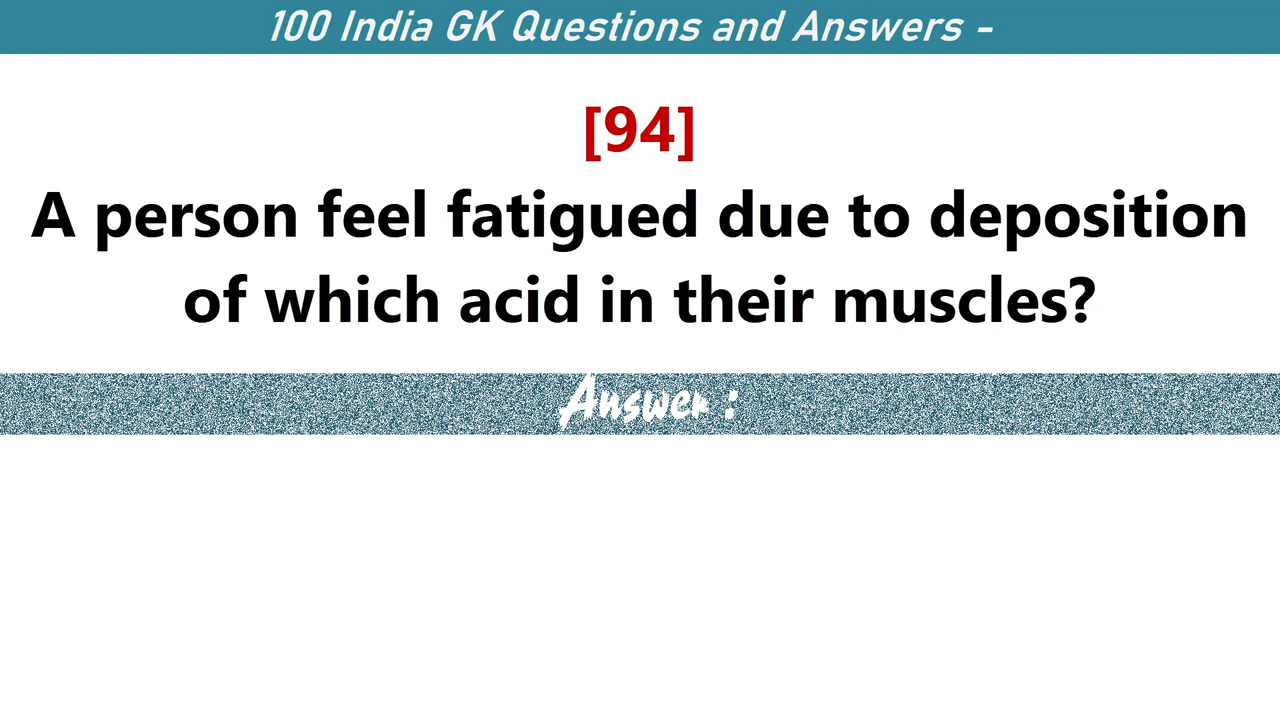 100 India GK Questions and Answers -
[94]
A person feel fatigued due to deposition
of which acid in their muscles?
Answer :